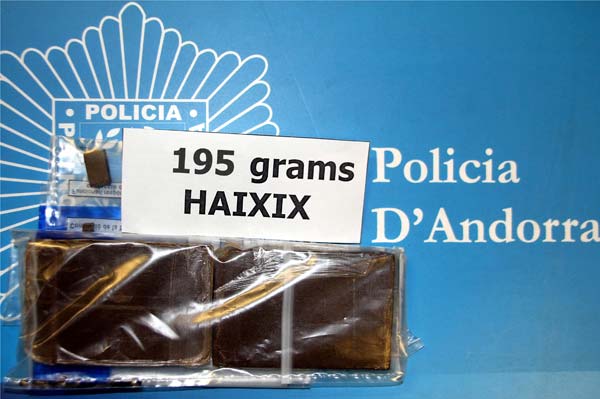 POLICIA
195 grams
HAIXIX
Policia
D'Andorra